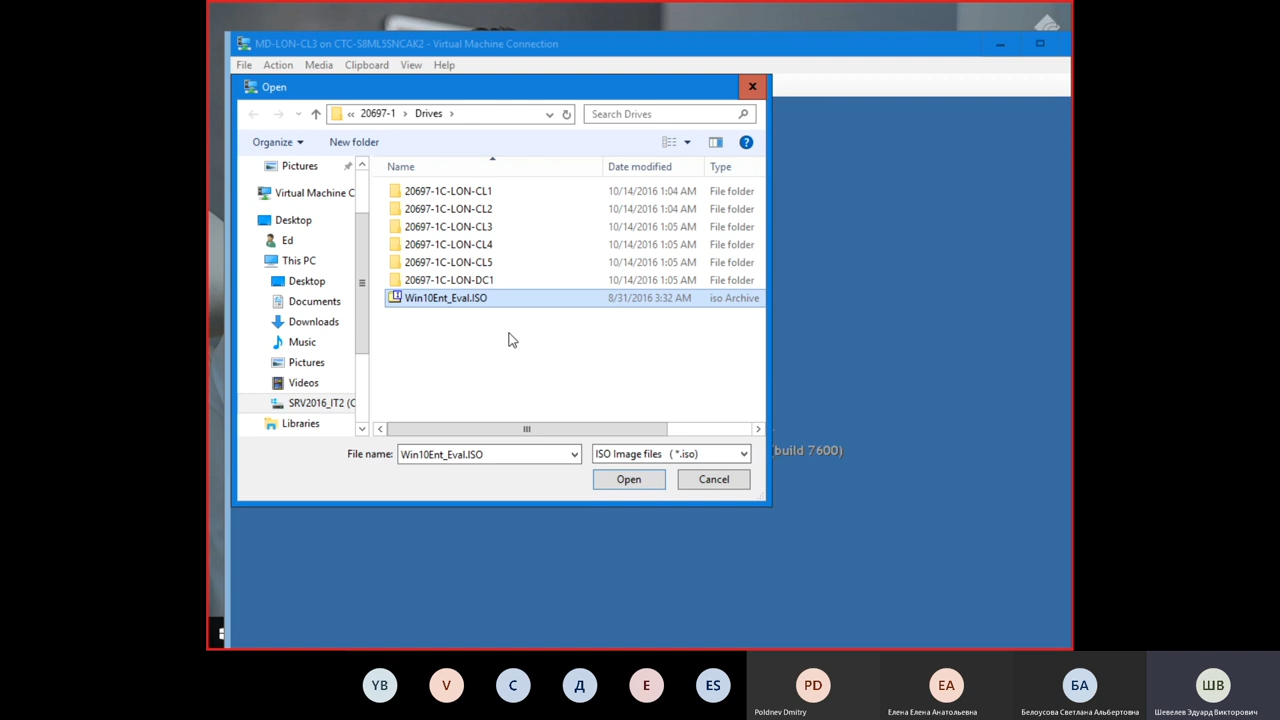 MD-LON-CL3 on CTC-S8ML5SNCAK2 - Virtual Machine Connection
File Action Media Clipboard View Help
Open
« 20697-1 › Drives ›
Search Drives
Organize
New folder
Name Date modified Type
Pictures
Virtual Machine C
Desktop
Ed
This PC
Desktop
Documents
Downloads
Music
Pictures
Videos
SRV2016_IT2 (C
Libraries
20697-1C-LON-CL1 10/14/2016 1:04 AM File folder
20697-1C-LON-CL2 10/14/2016 1:04 AM File folder
20697-1C-LON-CL3 10/14/2016 1:05 AM File folder
20697-1C-LON-CL4 10/14/2016 1:05 AM File folder
20697-1C-LON-CL5 10/14/2016 1:05 AM File folder
20697-1C-LON-DC1 10/14/2016 1:05 AM File folder
Win10Ent_Eval.ISO 8/31/2016 3:32 AM iso Archive
File name: Win10Ent_Eval.ISO
ISO Image files ( *.iso)
Open Cancel
(build 7600)
YB V C Д E ES PD EA БА ШВ
Poldnev Dmitry
Елена Елена Анатольевна
Белоусова Светлана Альбертовна
Шевелев Эдуард Викторович